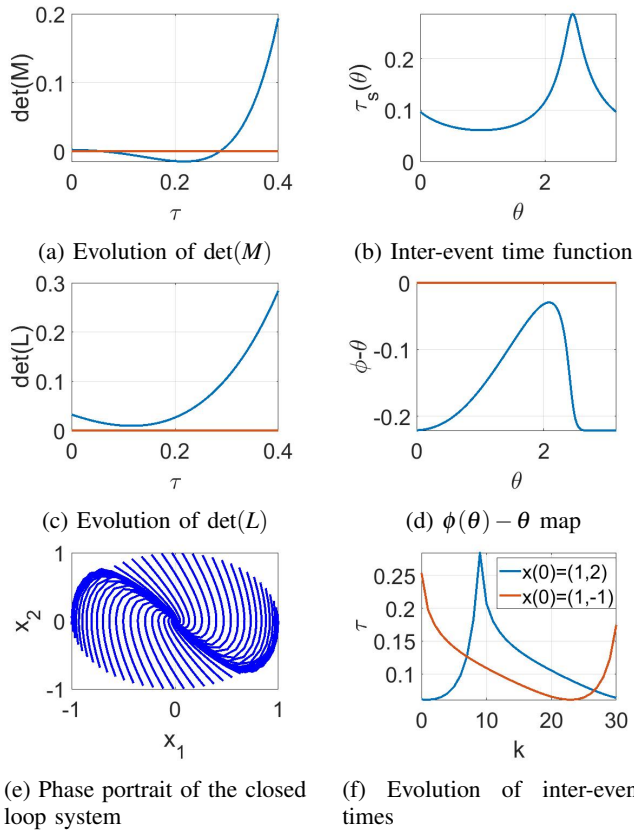 0.2
0.1
0
det(M)
0 0.2 0.4
τ
(a) Evolution of det(M)
0.2
0.1
0
τs(θ)
0 2
θ
(b) Inter-event time function
0.3
0.2
0.1
0
det(L)
0 0.2 0.4
τ
(c) Evolution of det(L)
0
-0.1
-0.2
ϕ-θ
0 2
θ
(d) ϕ(θ) − θ map
1
0
-1
x2
-1 0 1
x1
(e) Phase portrait of the closed
loop system
0.25
0.2
0.15
0.1
τ
x(0)=(1,2)
x(0)=(1,-1)
0 10 20 30
k
(f) Evolution of inter-even
times